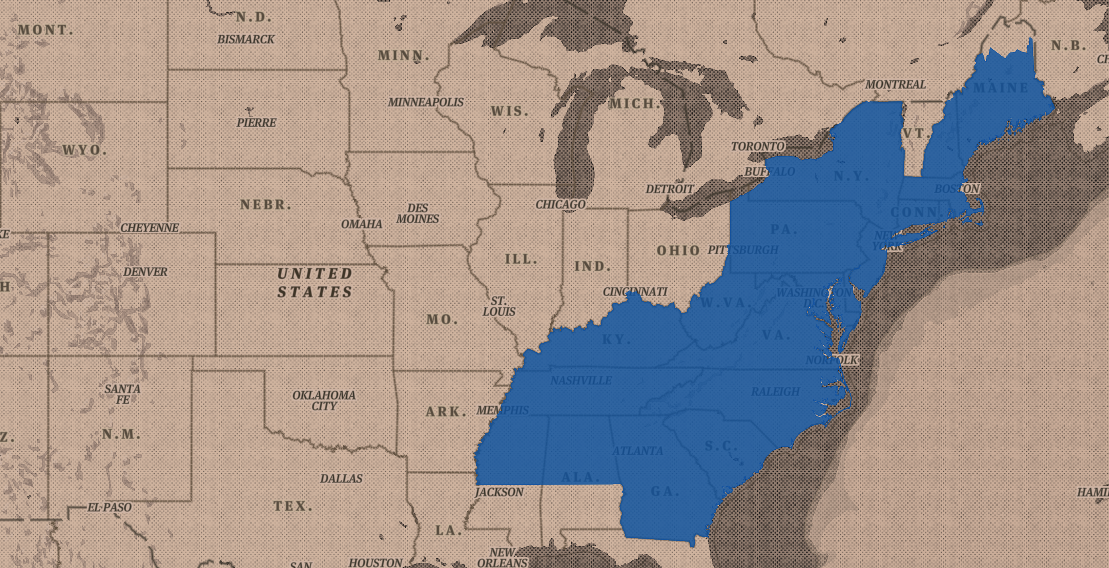 MONT.
N.D.
BISMARCK
MINN.
N.B.
MONTREAL
MAINE
MINNEAPOLIS
WIS.
MICH.
PIERRE
VT.
WYO.
TORONTO
BUFFALO
N.Y.
DETROIT
BOSTON
NEBR.
CHICAGO
DES
MOINES
CONN.
OMAHA
CHEYENNE
PA.
NEW
YORK
OHIO
PITTSBURGH
ILL.
IND.
DENVER
UNITED
STATES
CINCINNATI
WASHINGTON
D.C.
W.VA.
ST.
LOUIS
MO.
KY.
VA.
NORFOLK
NASHVILLE
RALEIGH
SANTA
FE
OKLAHOMA
CITY
ARK.
MEMPHIS
N.M.
S.C.
ATLANTA
DALLAS
ALA.
JACKSON
GA.
EL PASO
TEX.
LA.
NEW
ORLEANS
HOUSTON
SAN
HAMI
CH
KE
H
Z.